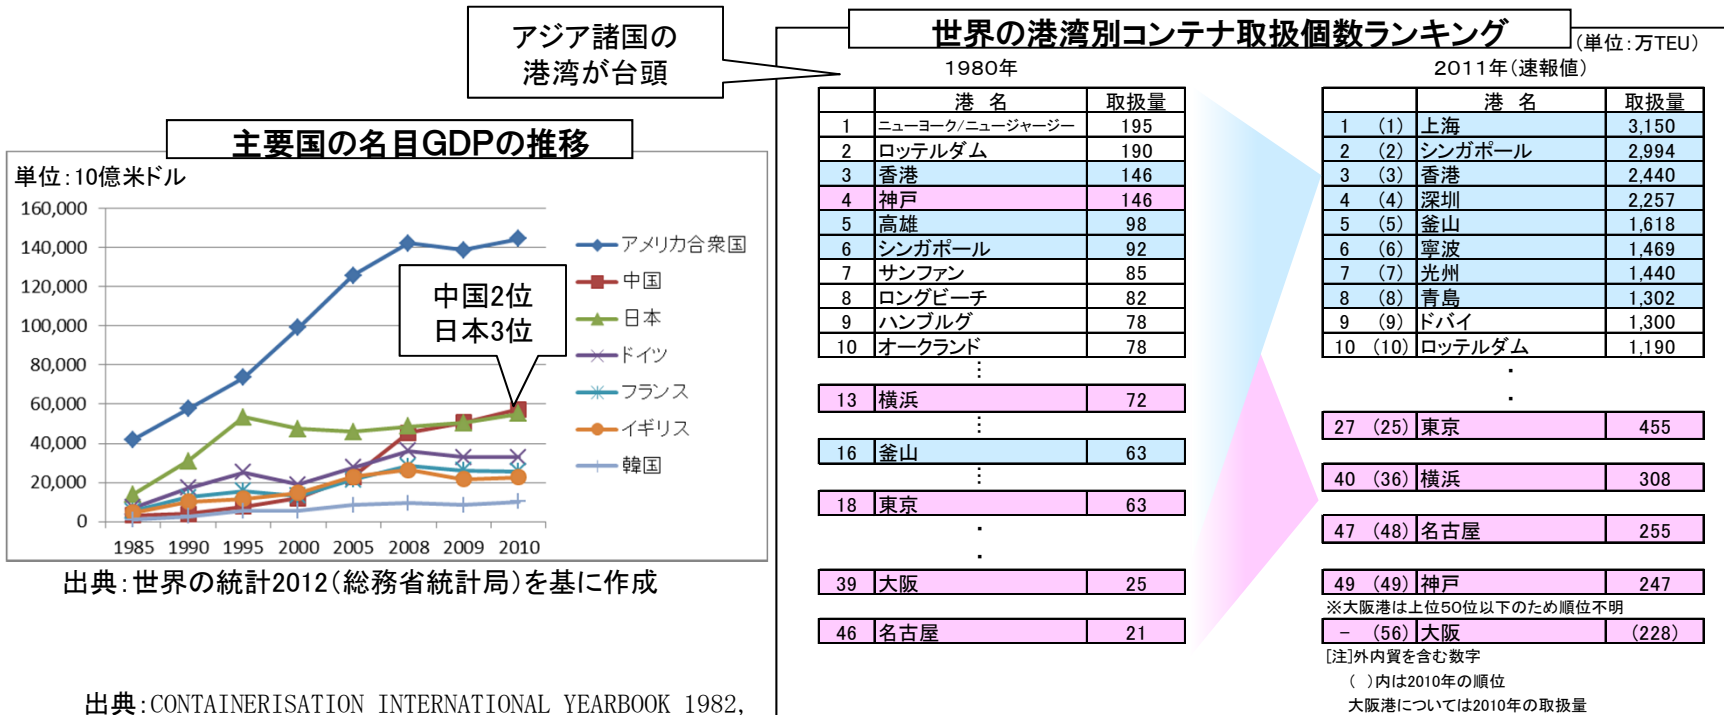 アジア諸国の
港湾が台頭
主要国の名目GDPの推移
単位：10億米ドル
160,000
140,000
120,000
100,000
80,000
60,000
40,000
20,000
0
1985 1990 1995 2000 2005 2008 2009 2010
アメリカ合衆国
中国
日本
ドイツ
フランス
イギリス
韓国
中国2位
日本3位
出典：世界の統計2012（総務省統計局）を基に作成
出典：CONTAINERISATION INTERNATIONAL YEARBOOK 1982,
世界の港湾別コンテナ取扱個数ランキング
（単位：万TEU）
1980年
港 名 取扱量
1 ニューヨーク/ニュージャージー 195
2 ロッテルダム 190
3 香港 146
4 神戸 146
5 高雄 98
6 シンガポール 92
7 サンファン 85
8 ロングビーチ 82
9 ハンブルグ 78
10 オークランド 78
：
13 横浜 72
：
16 釜山 63
：
18 東京 63
・
・
39 大阪 25
46 名古屋 21
2011年（速報値）
港 名 取扱量
1 (1) 上海 3,150
2 (2) シンガポール 2,994
3 (3) 香港 2,440
4 (4) 深圳 2,257
5 (5) 釜山 1,618
6 (6) 寧波 1,469
7 (7) 光州 1,440
8 (8) 青島 1,302
9 (9) ドバイ 1,300
10 (10) ロッテルダム 1,190
・
・
27 (25) 東京 455
40 (36) 横浜 308
47 (48) 名古屋 255
49 (49) 神戸 247
※大阪港は上位50位以下のため順位不明
− (56) 大阪 (228)
[注]外内貿を含む数字
（ ）内は2010年の順位
大阪港については2010年の取扱量